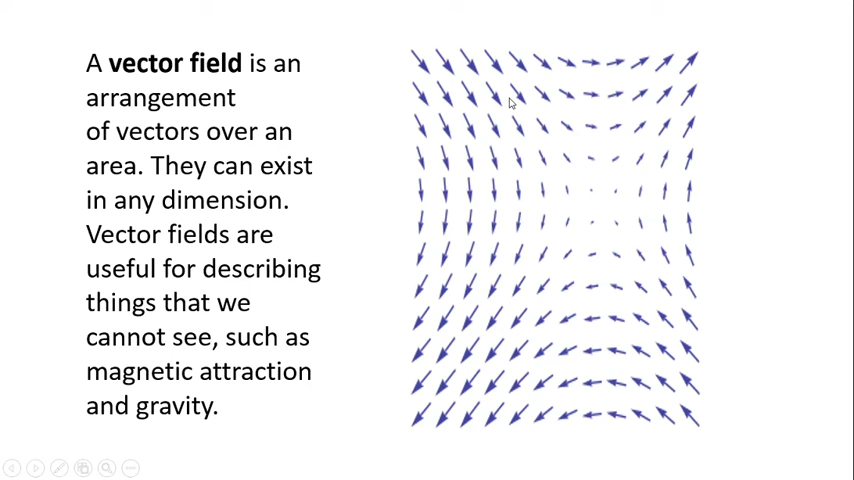 A vector field is an
arrangement
of vectors over an
area. They can exist
in any dimension.
Vector fields are
useful for describing
things that we
cannot see, such as
magnetic attraction
and gravity.